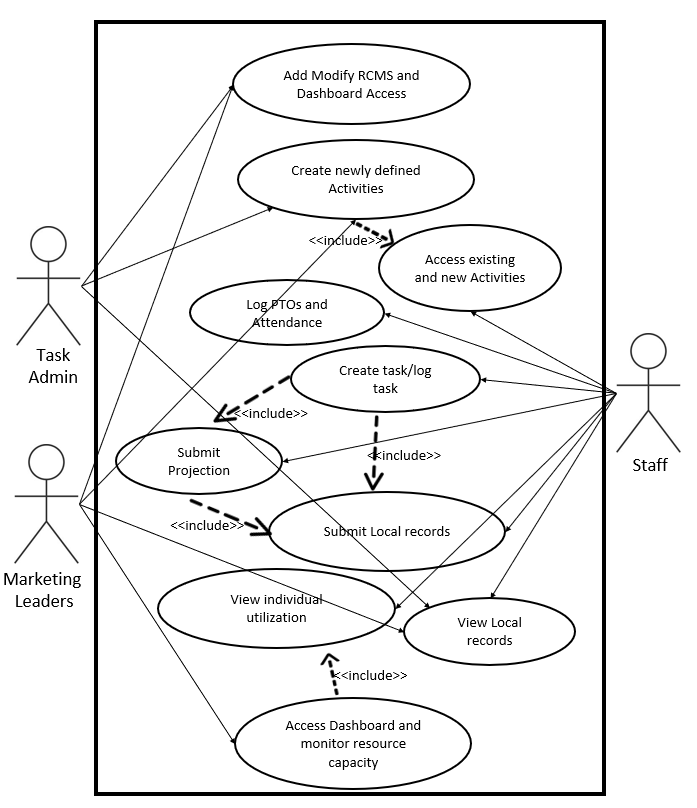 Add Modify RCMS and
Dashboard Access
Create newly defined
Activities
<<include>>
Access existing
and new Activities
Log PTOs and
Attendance
Task
Admin
Create task/log
task
<<include>>
Submit
Projection
<<include>>
Staff
<<include>>
Submit Local records
Marketing
Leaders
View individual
utilization
View Local
records
<<include>>
Access Dashboard and
monitor resource
capacity